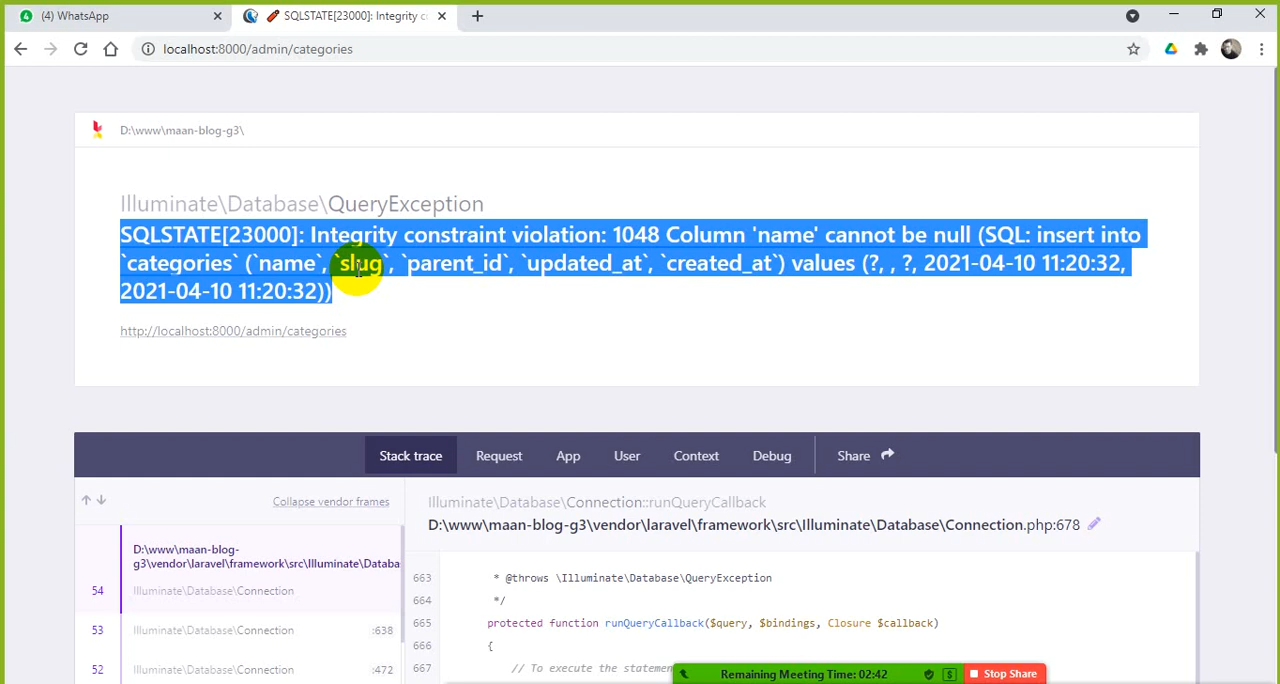 (4) WhatsApp
SQLSTATE[23000]: Integrity c
localhost:8000/admin/categories
D:\www\maan-blog-g3\
Illuminate\Database\QueryException
SQLSTATE[23000]: Integrity constraint violation: 1048 Column 'name' cannot be null (SQL: insert into
`categories` (`name`, `slug`, `parent_id`, `updated_at`, `created_at`) values (?, , ?, 2021-04-10 11:20:32,
2021-04-10 11:20:32))
http://localhost:8000/admin/categories
Stack trace
Request
App
User
Context
Debug
Share
Collapse vendor frames
Illuminate\Database\Connection::runQueryCallback
D:\www\maan-blog-g3\vendor\laravel\framework\src\Illuminate\Database\Connection.php:678
D:\www\maan-blog-
g3\vendor\laravel\framework\src\Illuminate\Databa
54
Illuminate\Database\Connection
53
Illuminate\Database\Connection
:638
52
Illuminate\Database\Connection
:472
663 * @throws \Illuminate\Database\QueryException
664 */
665 protected function runQueryCallback($query, $bindings, Closure $callback)
666 {
667 // To execute the stateme
Remaining Meeting Time: 02:42
Stop Share